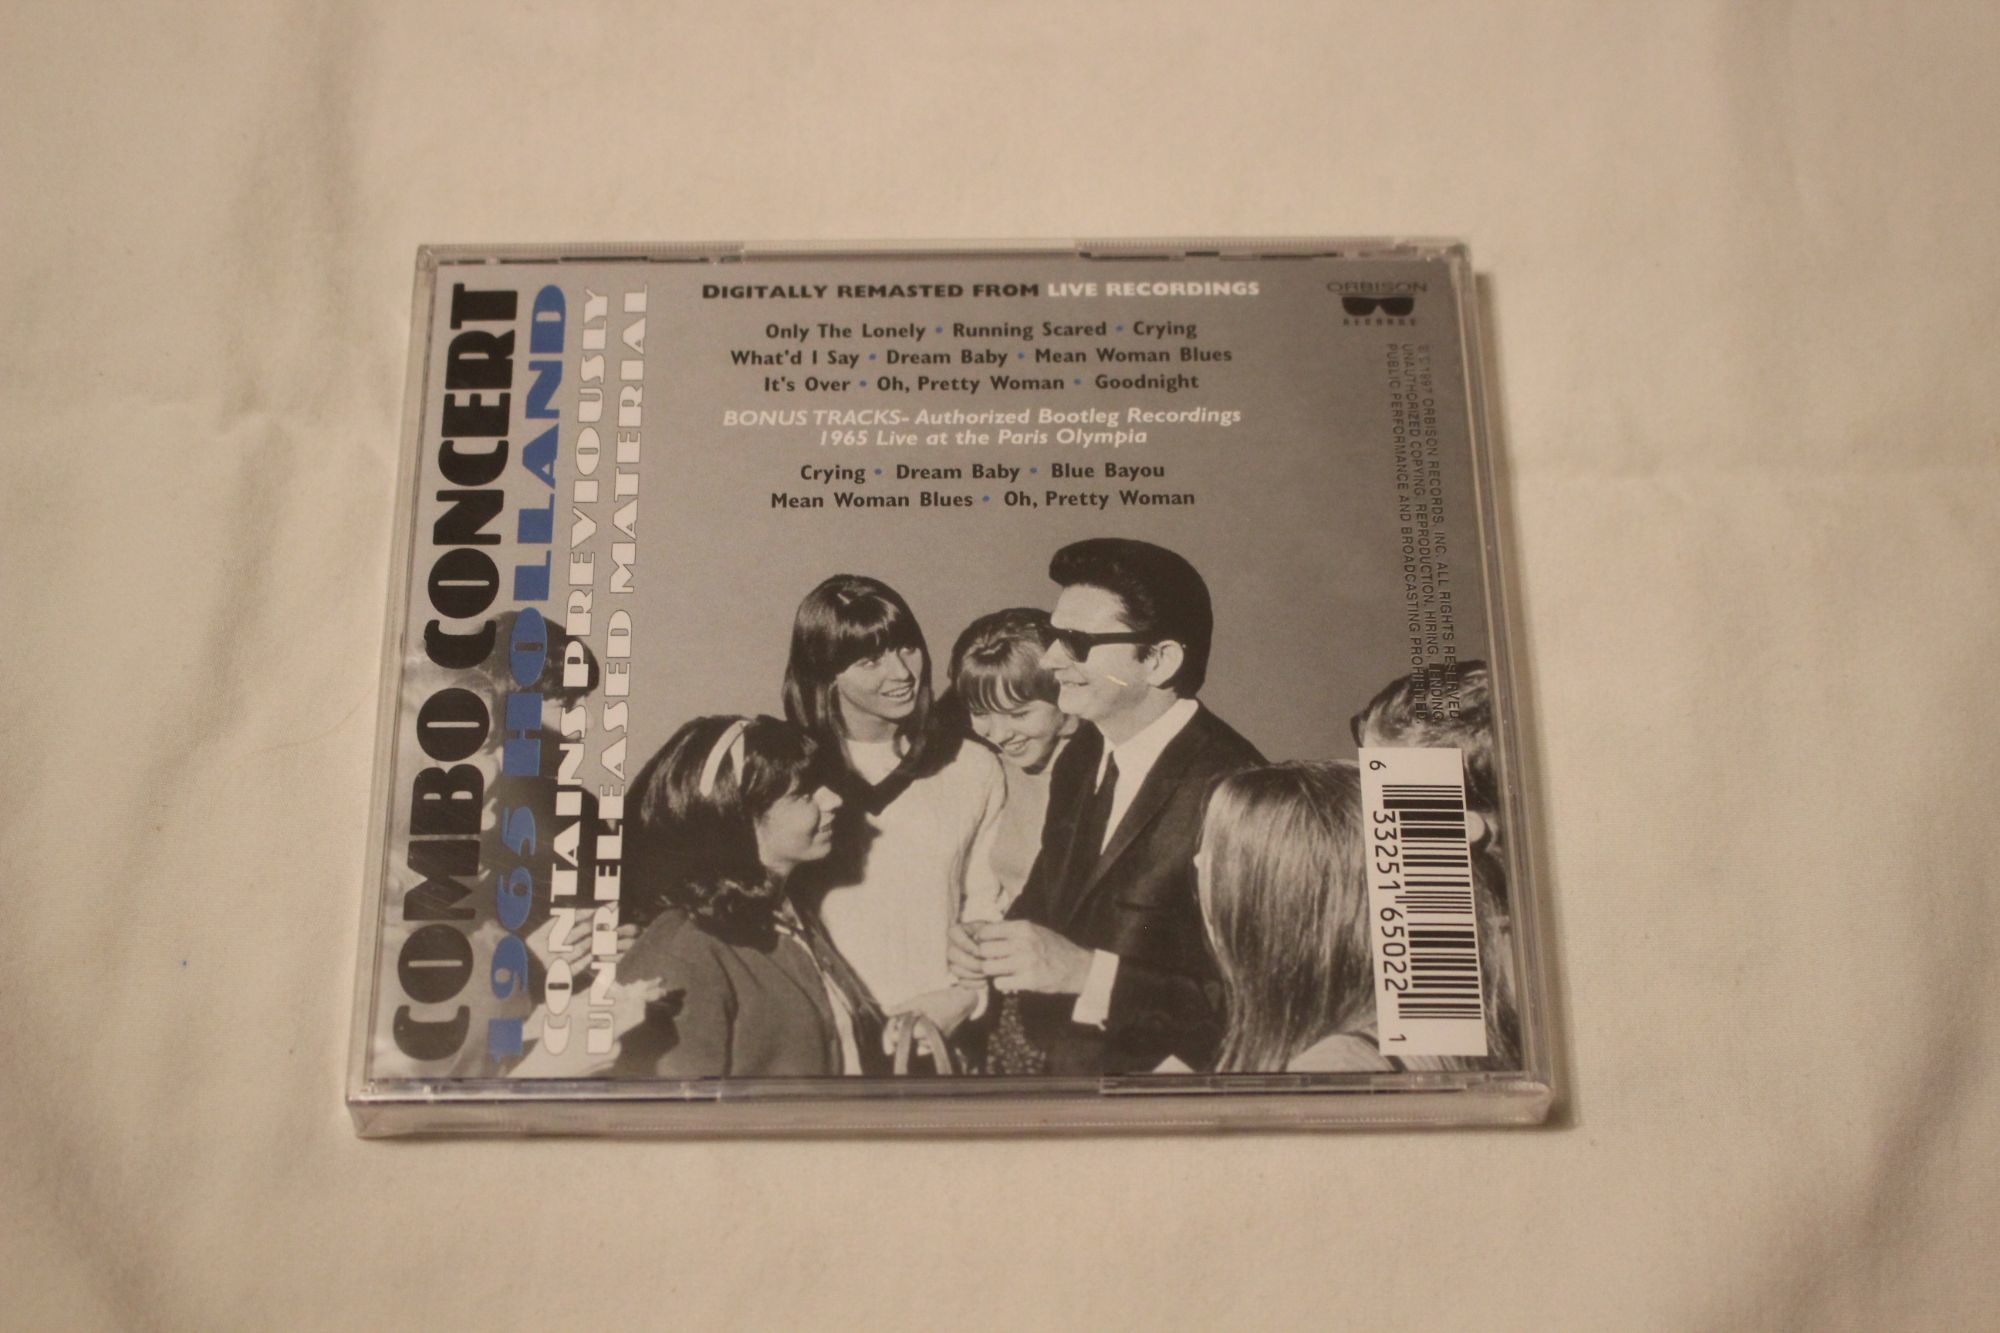 COMBO CONCERT
1965 HOLLAND
CONTAINS PREVIOUSLY
UNRELEASED MATERIAL
DIGITALLY REMASTED FROM LIVE RECORDINGS
Only The Lonely • Running Scared • Crying
What'd I Say • Dream Baby • Mean Woman Blues
It's Over • Oh, Pretty Woman • Goodnight
BONUS TRACKS- Authorized Bootleg Recordings
1965 Live at the Paris Olympia
Crying • Dream Baby • Blue Bayou
Mean Woman Blues • Oh, Pretty Woman
ORBISON
RECORDS
℗ © 1997 ORBISON RECORDS, INC. ALL RIGHTS RESERVED.
UNAUTHORIZED COPYING, REPRODUCTION, HIRING, LENDING,
PUBLIC PERFORMANCE AND BROADCASTING PROHIBITED.
6 33251 65022 1